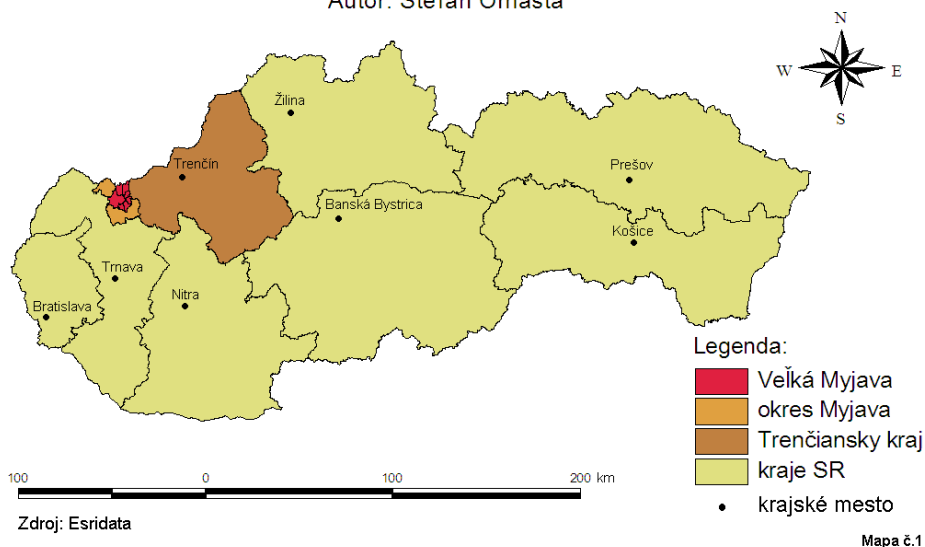 Autor: Štefan Omasta
N
W E
S
Žilina
Trenčín
Prešov
Banská Bystrica
Košice
Trnava
Nitra
Bratislava
Legenda:
Veľká Myjava
okres Myjava
Trenčiansky kraj
kraje SR
krajské mesto
100 0 100 200 km
Zdroj: Esridata
Mapa č.1